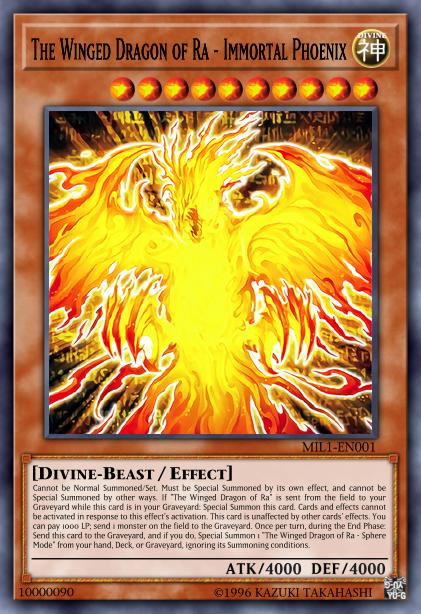 THE WINGED DRAGON OF RA - IMMORTAL PHOENIX
DIVINE
神
MIL1-EN001
[DIVINE-BEAST / EFFECT]
Cannot be Normal Summoned/Set. Must be Special Summoned by its own effect, and cannot be
Special Summoned by other ways. If "The Winged Dragon of Ra" is sent from the field to your
Graveyard while this card is in your Graveyard: Special Summon this card. Cards and effects cannot
be activated in response to this effect's activation. This card is unaffected by other cards' effects. You
can pay 1000 LP; send 1 monster on the field to the Graveyard. Once per turn, during the End Phase:
Send this card to the Graveyard, and if you do, Special Summon 1 "The Winged Dragon of Ra - Sphere
Mode" from your hand, Deck, or Graveyard, ignoring its Summoning conditions.
ATK/4000 DEF/4000
10000090
©1996 KAZUKI TAKAHASHI